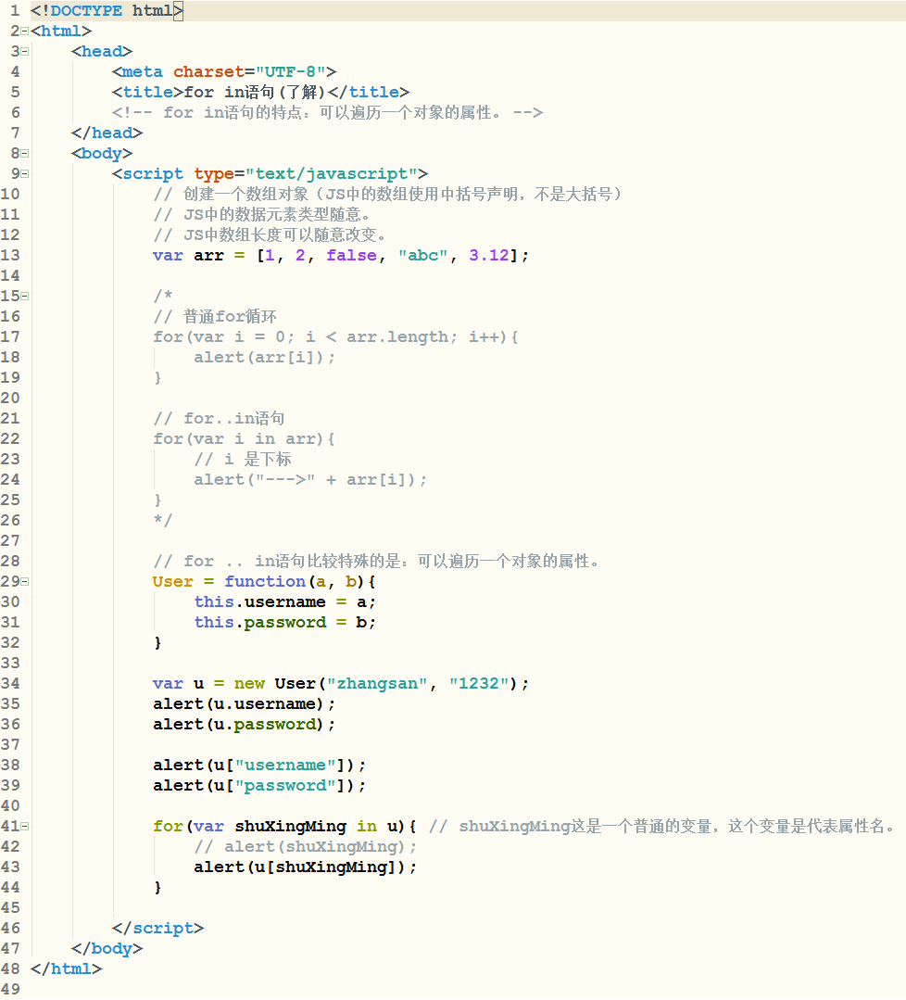 1 <!DOCTYPE html>
2 <html>
3     <head>
4         <meta charset="UTF-8">
5         <title>for in语句(了解)</title>
6         <!-- for in语句的特点：可以遍历一个对象的属性。 -->
7     </head>
8     <body>
9         <script type="text/javascript">
10             // 创建一个数组对象（JS中的数组使用中括号声明，不是大括号）
11             // JS中的数据元素类型随意。
12             // JS中数组长度可以随意改变。
13             var arr = [1, 2, false, "abc", 3.12];
14
15             /*
16             // 普通for循环
17             for(var i = 0; i < arr.length; i++){
18                 alert(arr[i]);
19             }
20
21             // for..in语句
22             for(var i in arr){
23                 // i 是下标
24                 alert("--->" + arr[i]);
25             }
26             */
27
28             // for .. in语句比较特殊的是：可以遍历一个对象的属性。
29             User = function(a, b){
30                 this.username = a;
31                 this.password = b;
32             }
33
34             var u = new User("zhangsan", "1232");
35             alert(u.username);
36             alert(u.password);
37
38             alert(u["username"]);
39             alert(u["password"]);
40
41             for(var shuXingMing in u){ // shuXingMing这是一个普通的变量，这个变量是代表属性名。
42                 // alert(shuXingMing);
43                 alert(u[shuXingMing]);
44             }
45
46         </script>
47     </body>
48 </html>
49